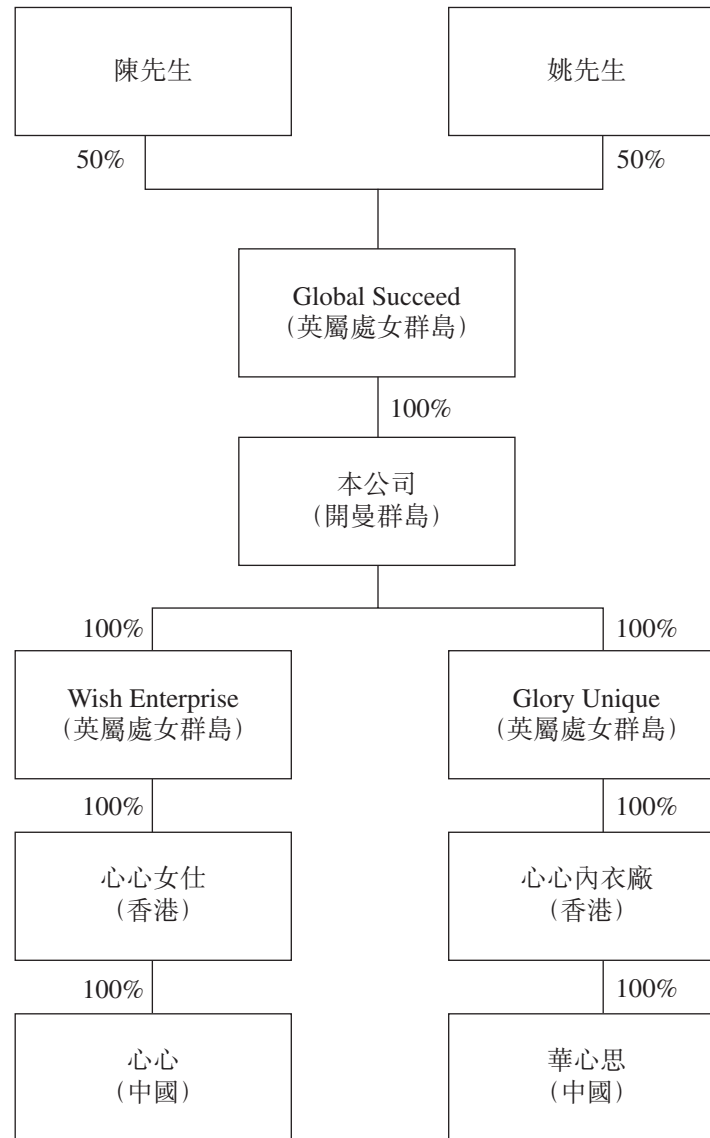 陳先生
姚先生
50%
50%
Global Succeed
（英屬處女群島）
100%
本公司
（開曼群島）
100%
100%
Wish Enterprise
（英屬處女群島）
Glory Unique
（英屬處女群島）
100%
100%
心心女仕
（香港）
心心內衣廠
（香港）
100%
100%
心心
（中國）
華心思
（中國）